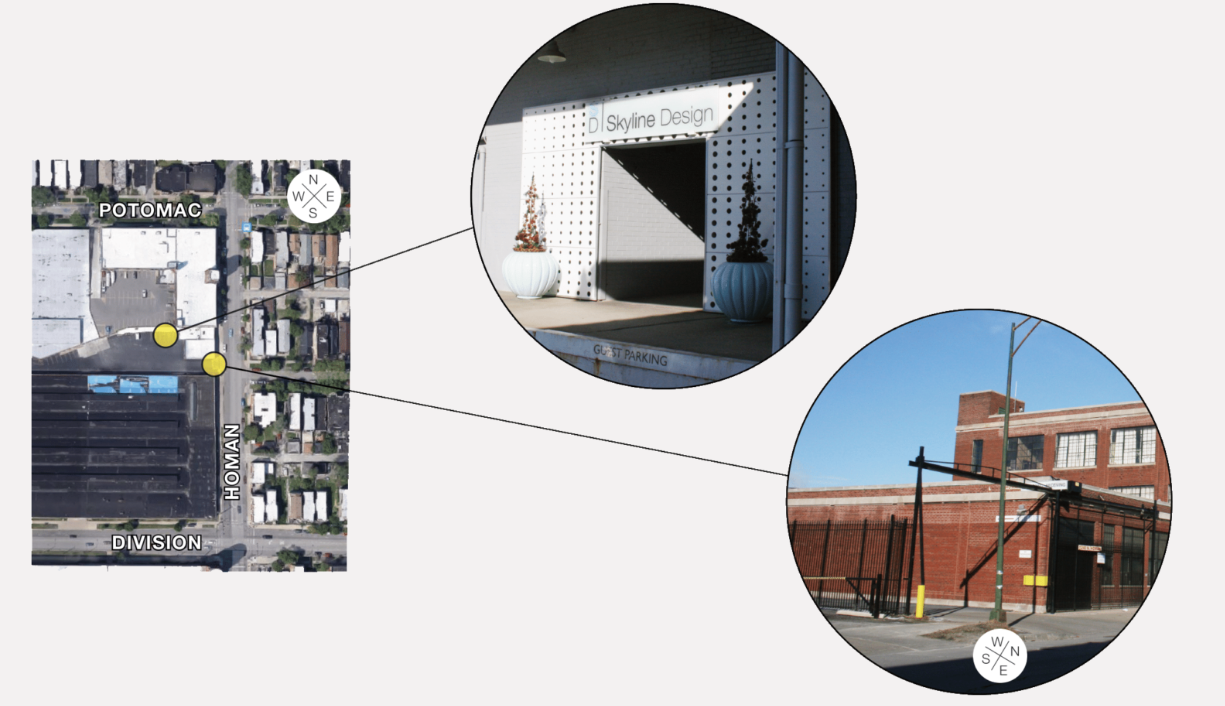 POTOMAC
N
W E
S
HOMAN
DIVISION
D Skyline Design
GUEST PARKING
W
S N
E